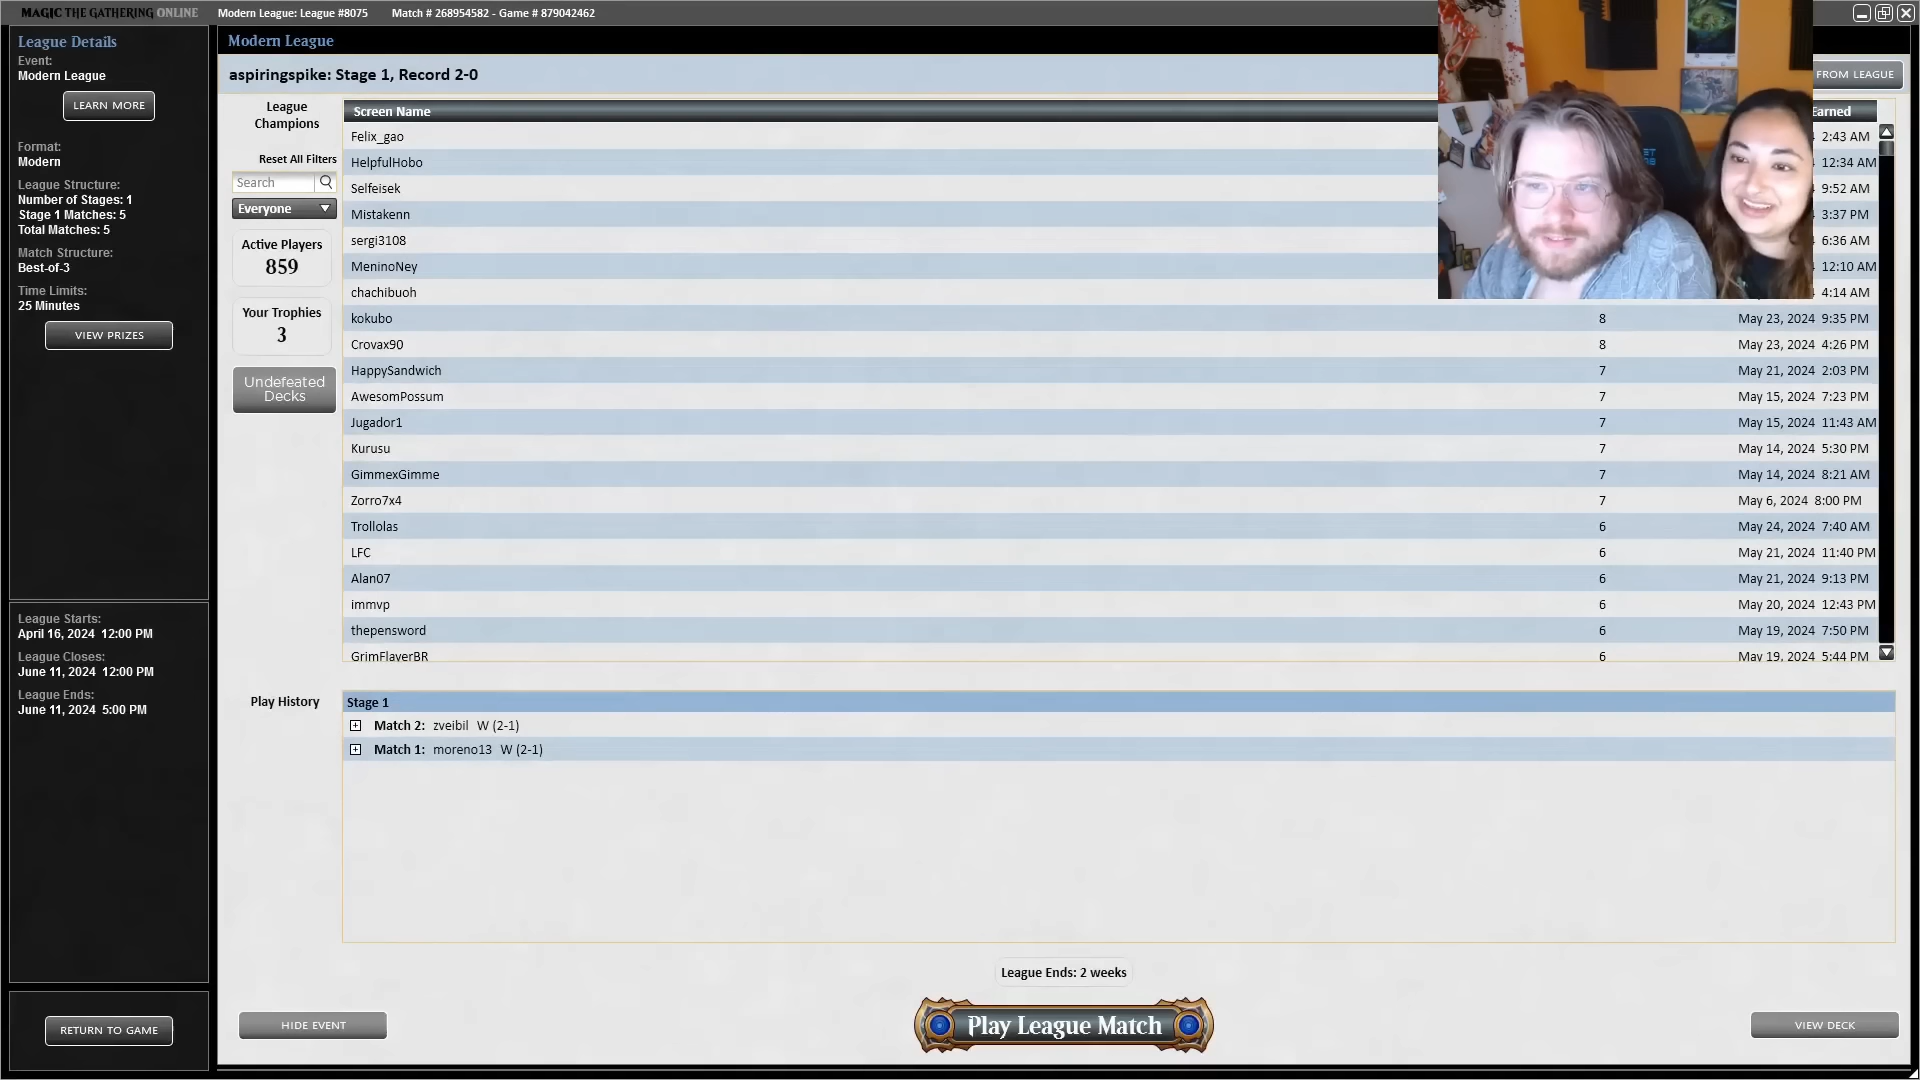 MAGIC THE GATHERING ONLINE
Modern League: League #8075 Match # 268954582 - Game # 879042462
League Details
Event:
Modern League
LEARN MORE
Format:
Modern
League Structure:
Number of Stages: 1
Stage 1 Matches: 5
Total Matches: 5
Match Structure:
Best-of-3
Time Limits:
25 Minutes
VIEW PRIZES
League Starts:
April 16, 2024 12:00 PM
League Closes:
June 11, 2024 12:00 PM
League Ends:
June 11, 2024 5:00 PM
RETURN TO GAME
Modern League
aspiringspike: Stage 1, Record 2-0
FROM LEAGUE
League
Champions
Reset All Filters
Search
Everyone
Active Players
859
Your Trophies
3
Undefeated
Decks
Screen Name Earned
Felix_gao 2:43 AM
HelpfulHobo 12:34 AM
Selfeisek 9:52 AM
Mistakenn 3:37 PM
sergi3108 6:36 AM
MeninoNey 12:10 AM
chachibuoh 4:14 AM
kokubo 8 May 23, 2024 9:35 PM
Crovax90 8 May 23, 2024 4:26 PM
HappySandwich 7 May 21, 2024 2:03 PM
AwesomPossum 7 May 15, 2024 7:23 PM
Jugador1 7 May 15, 2024 11:43 AM
Kurusu 7 May 14, 2024 5:30 PM
GimmexGimme 7 May 14, 2024 8:21 AM
Zorro7x4 7 May 6, 2024 8:00 PM
Trollolas 6 May 24, 2024 7:40 AM
LFC 6 May 21, 2024 11:40 PM
Alan07 6 May 21, 2024 9:13 PM
immvp 6 May 20, 2024 12:43 PM
thepensword 6 May 19, 2024 7:50 PM
GrimFlayerBR 6 May 19, 2024 5:44 PM
Play History
Stage 1
Match 2: zveibil W (2-1)
Match 1: moreno13 W (2-1)
League Ends: 2 weeks
HIDE EVENT
Play League Match
VIEW DECK